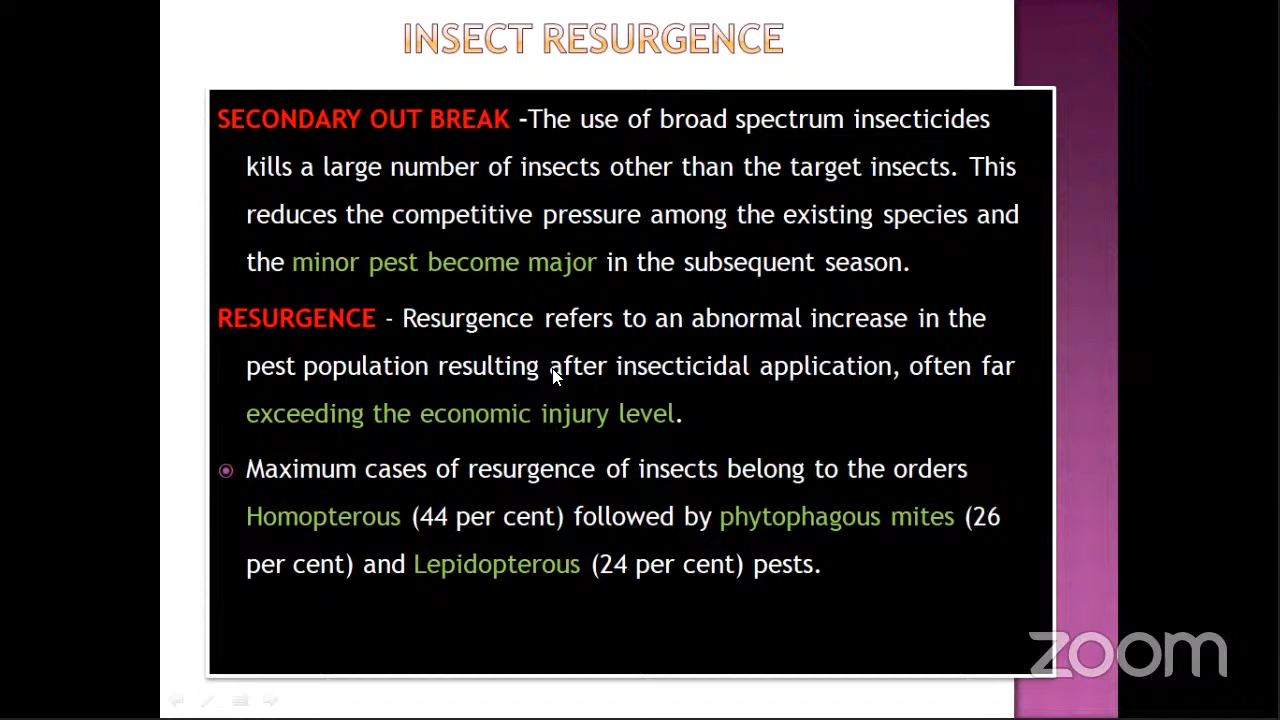 INSECT RESURGENCE
SECONDARY OUT BREAK -The use of broad spectrum insecticides
kills a large number of insects other than the target insects. This
reduces the competitive pressure among the existing species and
the minor pest become major in the subsequent season.
RESURGENCE - Resurgence refers to an abnormal increase in the
pest population resulting after insecticidal application, often far
exceeding the economic injury level.
Maximum cases of resurgence of insects belong to the orders
Homopterous (44 per cent) followed by phytophagous mites (26
per cent) and Lepidopterous (24 per cent) pests.
zoom